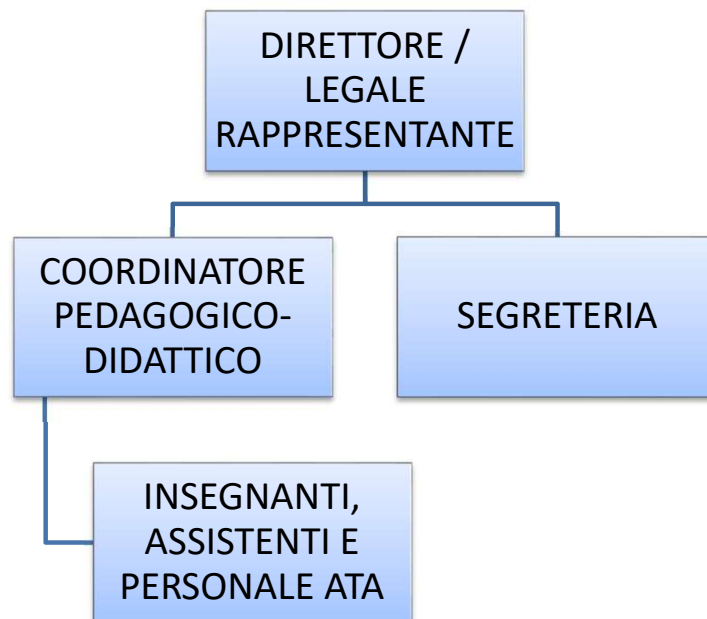 DIRETTORE /
LEGALE
RAPPRESENTANTE
COORDINATORE
PEDAGOGICO-
DIDATTICO
SEGRETERIA
INSEGNANTI,
ASSISTENTI E
PERSONALE ATA